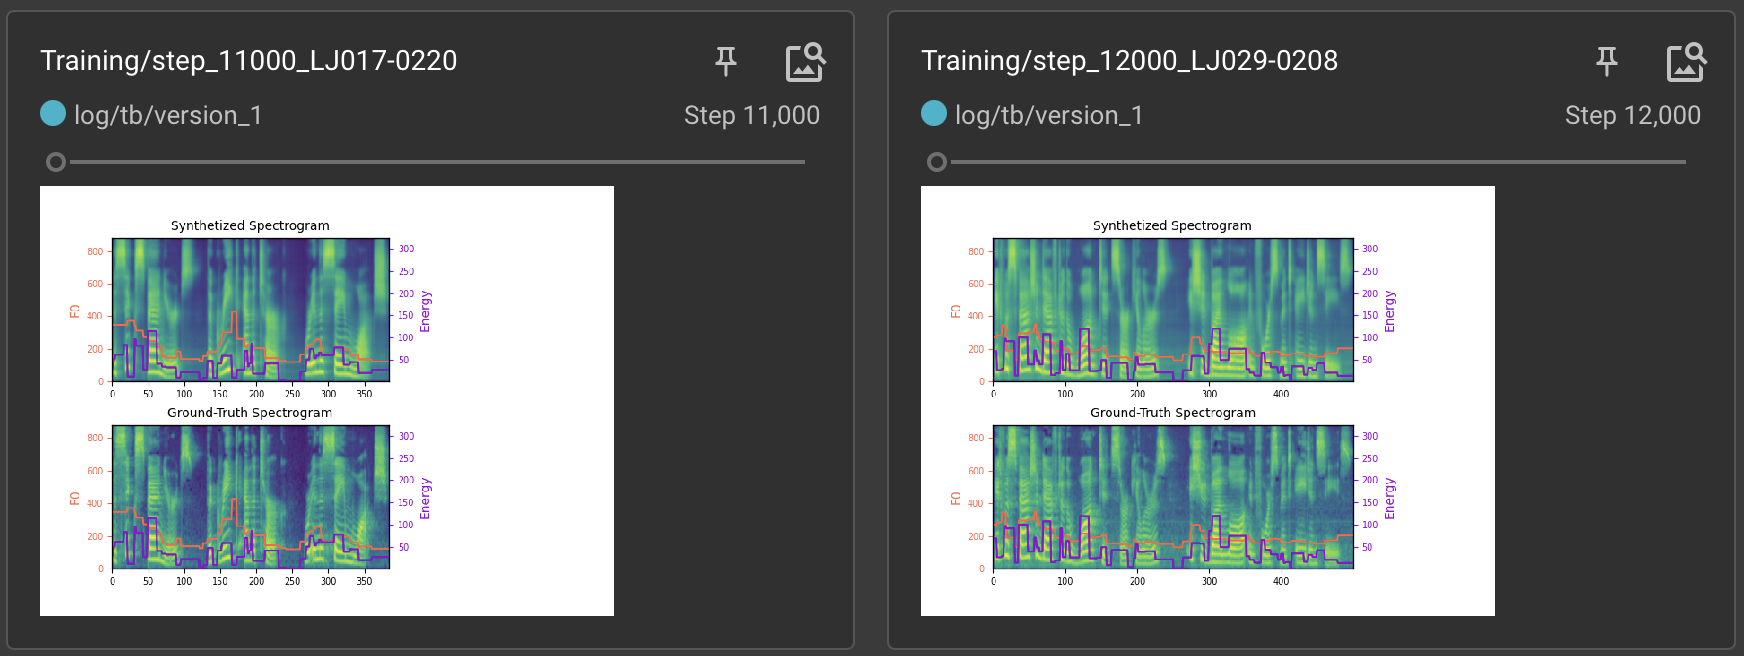 Training/step_11000_LJ017-0220
log/tb/version_1
Step 11,000
Synthetized Spectrogram
800
600
400
200
0
F0
300
250
200
150
100
50
Energy
0 50 100 150 200 250 300 350
Ground-Truth Spectrogram
800
600
400
200
0
F0
300
250
200
150
100
50
Energy
0 50 100 150 200 250 300 350
Training/step_12000_LJ029-0208
log/tb/version_1
Step 12,000
Synthetized Spectrogram
800
600
400
200
0
F0
300
250
200
150
100
50
Energy
0 100 200 300 400
Ground-Truth Spectrogram
800
600
400
200
0
F0
300
250
200
150
100
50
Energy
0 100 200 300 400